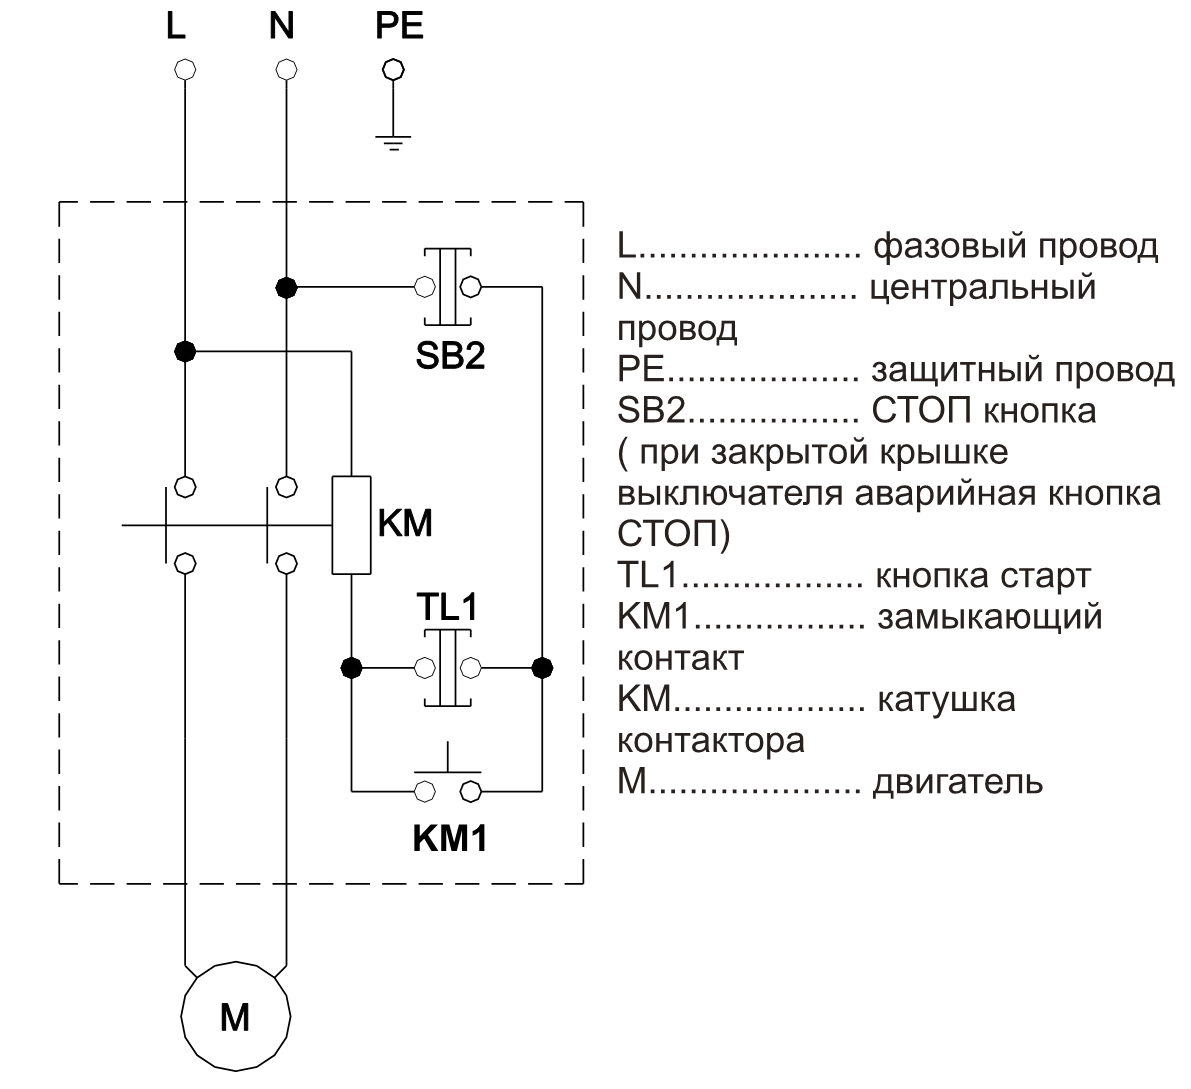 L N PE
SB2
KM
TL1
KM1
M
L...................... фазовый провод
N..................... центральный
провод
PE................... защитный провод
SB2................. СТОП кнопка
( при закрытой крышке
выключателя аварийная кнопка
СТОП)
TL1.................. кнопка старт
KM1................. замыкающий
контакт
KM................... катушка
контактора
M..................... двигатель